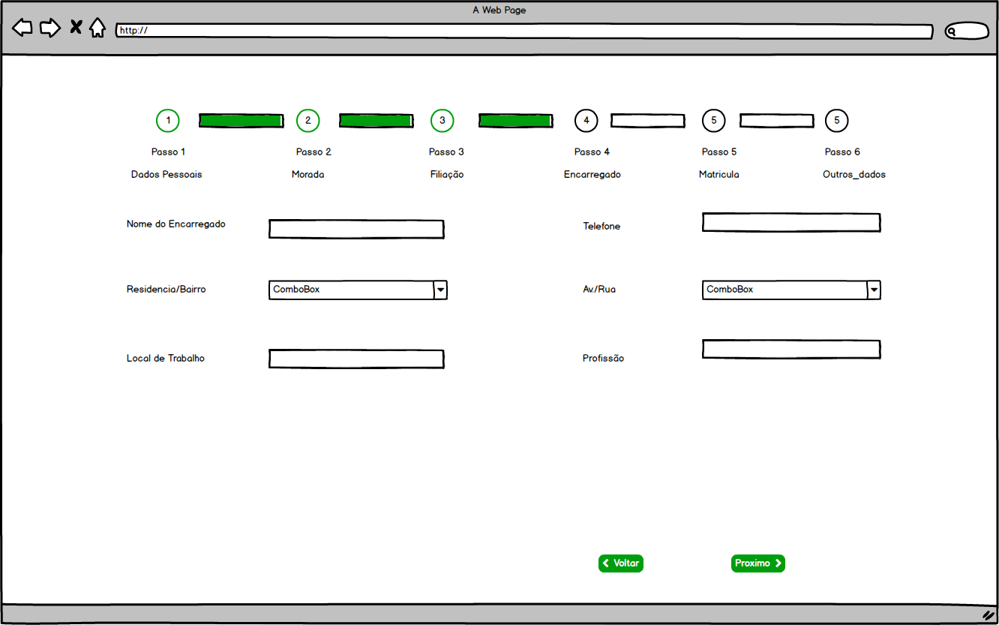 A Web Page
http://
1 2 3 4 5 5
Passo 1 Passo 2 Passo 3 Passo 4 Passo 5 Passo 6
Dados Pessoais Morada Filiação Encarregado Matricula Outros_dados
Nome do Encarregado Telefone
Residencia/Bairro ComboBox Av./Rua ComboBox
Local de Trabalho Profissão
Voltar Proximo